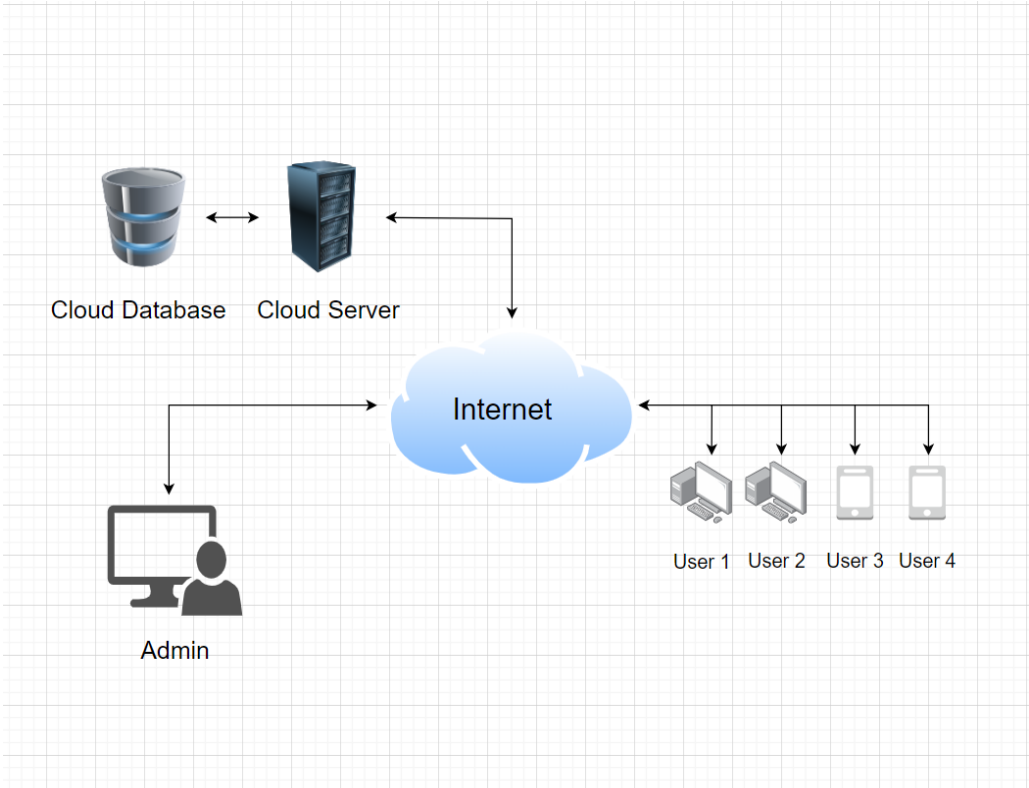 Cloud Database
Cloud Server
Internet
User 1
User 2
User 3
User 4
Admin